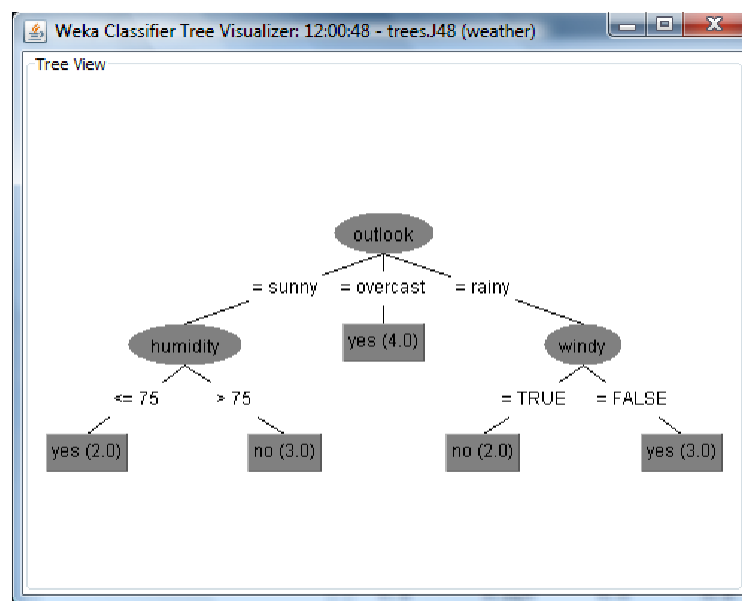 Weka Classifier Tree Visualizer: 12:00:48 - trees.J48 (weather)
Tree View
outlook
= sunny = overcast = rainy
humidity yes (4.0) windy
<= 75 > 75 = TRUE = FALSE
yes (2.0) no (3.0) no (2.0) yes (3.0)